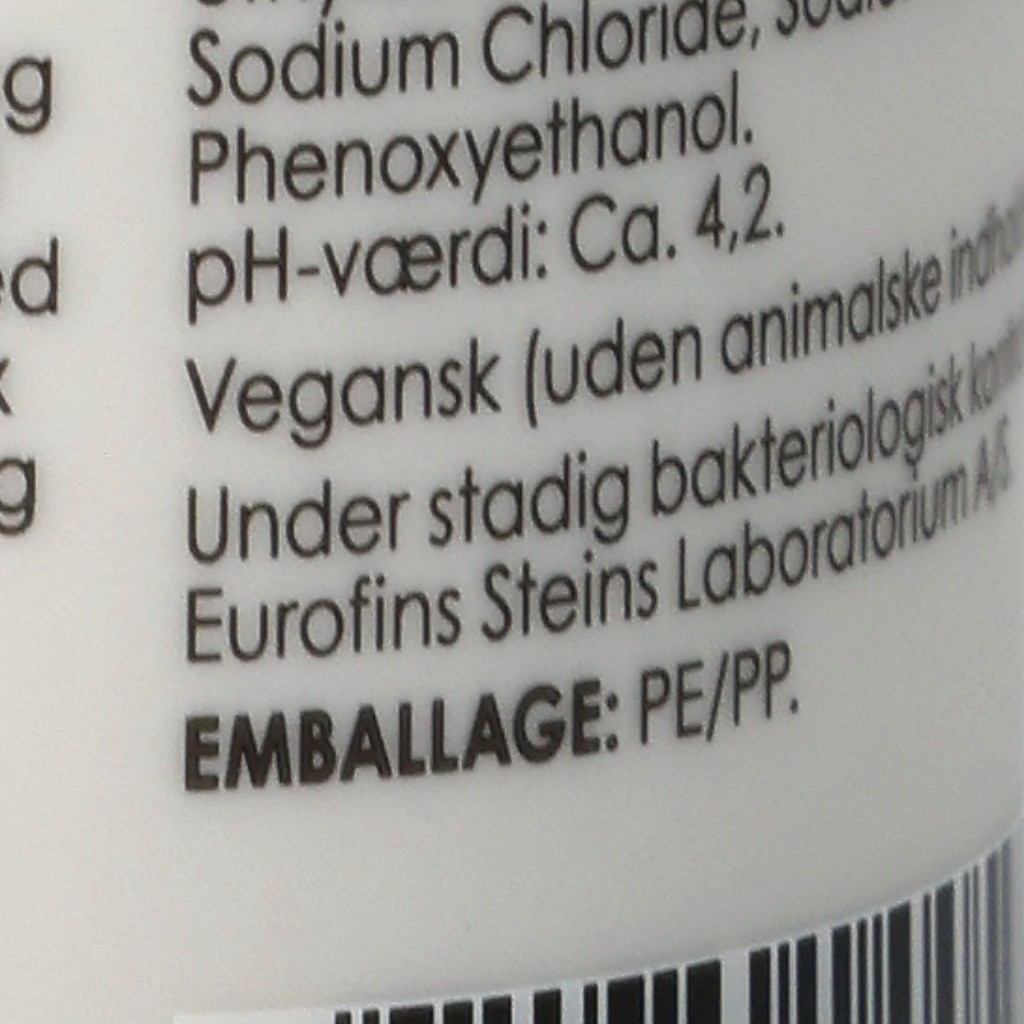 Sodium Chloride,
Phenoxyethanol.
pH-værdi: Ca. 4,2.
Vegansk (uden animalske
Under stadig bakteriologisk
Eurofins Steins Laboratorium A/S
EMBALLAGE: PE/PP.